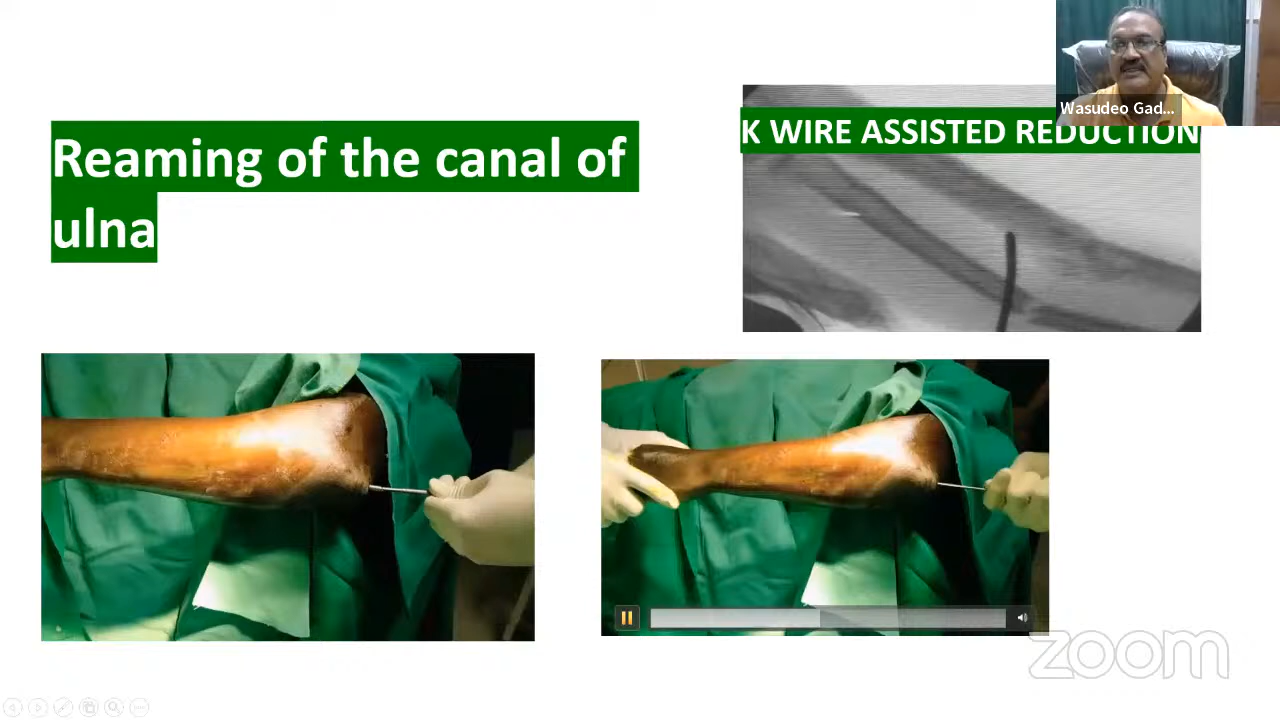 Wasudeo Gad...
K WIRE ASSISTED REDUCTION
Reaming of the canal of
ulna
zoom